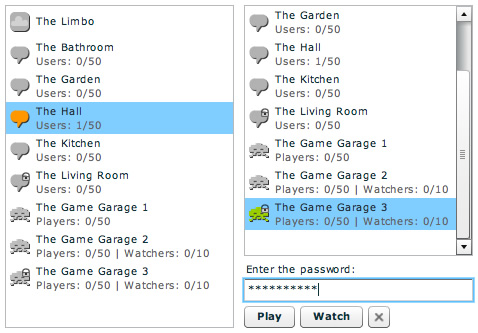 The Limbo
The Bathroom
Users: 0/50
The Garden
Users: 0/50
The Hall
Users: 1/50
The Kitchen
Users: 0/50
The Living Room
Users: 0/50
The Game Garage 1
Players: 0/50
The Game Garage 2
Players: 0/50 | Watchers: 0/10
The Game Garage 3
Players: 0/50 | Watchers: 0/10
The Garden
Users: 0/50
The Hall
Users: 1/50
The Kitchen
Users: 0/50
The Living Room
Users: 0/50
The Game Garage 1
Players: 0/50
The Game Garage 2
Players: 0/50 | Watchers: 0/10
The Game Garage 3
Players: 0/50 | Watchers: 0/10
Enter the password:
**********
Play Watch